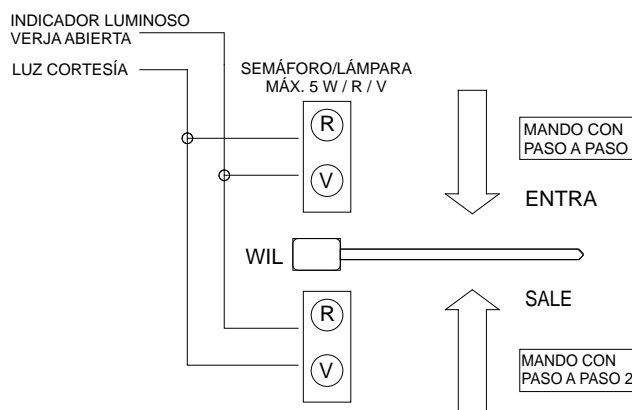 INDICADOR LUMINOSO
VERJA ABIERTA
LUZ CORTESÍA
SEMÁFORO/LÁMPARA
MÁX. 5 W / R / V
R
V
MANDO CON
PASO A PASO
ENTRA
WIL
SALE
R
V
MANDO CON
PASO A PASO 2